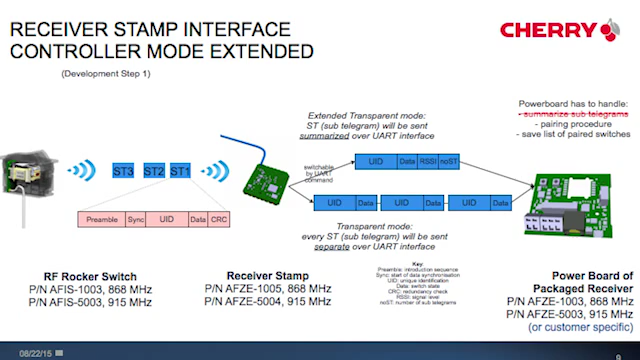 RECEIVER STAMP INTERFACE
CONTROLLER MODE EXTENDED
CHERRY
(Development Step 1)
Powerboard has to handle:
- summarize sub telegrams
- pairing procedure
- save list of paired switches
Extended Transparent mode:
ST (sub telegram) will be sent
summarized over UART interface
ST3 ST2 ST1
switchable
by UART
command
UID Data RSSI noST
UID Data UID Data UID Data
Preamble Sync UID Data CRC
Transparent mode:
every ST (sub telegram) will be sent
separate over UART interface
Key:
Preamble: introduction sequence
Sync: start of data synchronisation
UID: unique identification
Data: switch state
CRC: redundancy check
RSSI: signal level
noST: number of sub telegrams
RF Rocker Switch
P/N AFIS-1003, 868 MHz
P/N AFIS-5003, 915 MHz
Receiver Stamp
P/N AFZE-1005, 868 MHz
P/N AFZE-5004, 915 MHz
Power Board of
Packaged Receiver
P/N AFZE-1003, 868 MHz
P/N AFZE-5003, 915 MHz
(or customer specific)
08/22/15
9